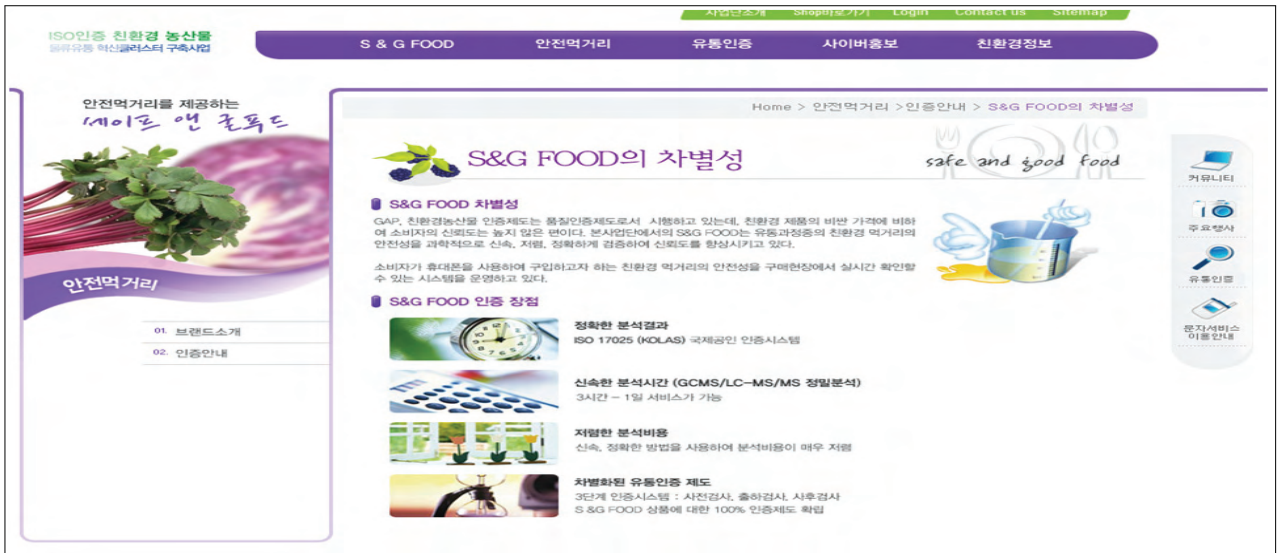 사업단소개 Shop바로가기 Login Contact us Sitemap
ISO인증 친환경 농산물
물류유통 혁신클러스터 구축사업
S & G FOOD 안전먹거리 유통인증 사이버홍보 친환경정보
안전먹거리를 제공하는
세이프 앤 굿푸드
안전먹거리
01. 브랜드소개
02. 인증안내
Home > 안전먹거리 >인증안내 > S&G FOOD의 차별성
S&G FOOD의 차별성
safe and good food
S&G FOOD 차별성
GAP, 친환경농산물 인증제도는 품질인증제도로서 시행하고 있는데, 친환경 제품의 비싼 가격에 비하
여 소비자의 신뢰도는 높지 않은 편이다. 본사업단에서의 S&G FOOD는 유통과정중의 친환경 먹거리의
안전성을 과학적으로 신속, 저렴, 정확하게 검증하여 신뢰도를 향상시키고 있다.
소비자가 휴대폰을 사용하여 구입하고자 하는 친환경 먹거리의 안전성을 구매현장에서 실시간 확인할
수 있는 시스템을 운영하고 있다.
S&G FOOD 인증 장점
정확한 분석결과
ISO 17025 (KOLAS) 국제공인 인증시스템
신속한 분석시간 (GCMS/LC-MS/MS 정밀분석)
3시간 - 1일 서비스가 가능
저렴한 분석비용
신속, 정확한 방법을 사용하여 분석비용이 매우 저렴
차별화된 유통인증 제도
3단계 인증시스템 : 사전검사, 출하검사, 사후검사
S &G FOOD 상품에 대한 100% 인증제도 확립
커뮤니티
주요행사
유통인증
문자서비스
이용안내